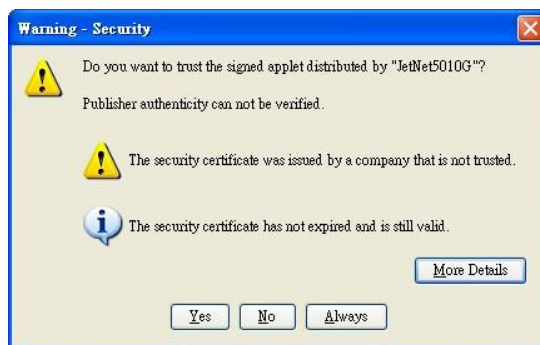 Warning - Security
Do you want to trust the signed applet distributed by "JetNet5010G"?
Publisher authenticity can not be verified.
The security certificate was issued by a company that is not trusted.
The security certificate has not expired and is still valid.
More Details
Yes No Always